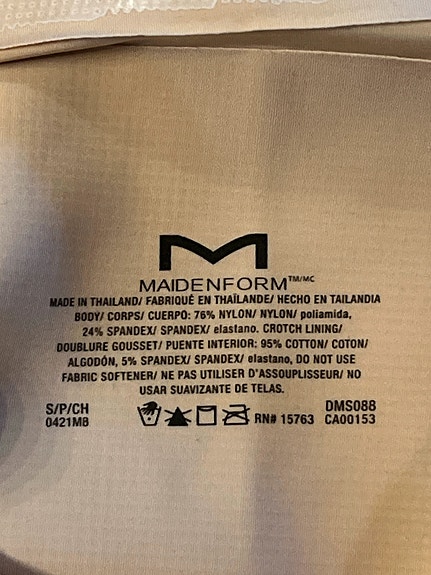 M
MAIDENFORM™/MC
MADE IN THAILAND/ FABRIQUÉ EN THAÏLANDE/ HECHO EN TAILANDIA
BODY/ CORPS/ CUERPO: 76% NYLON/ NYLON/ poliamida,
24% SPANDEX/ SPANDEX/ elastano. CROTCH LINING/
DOUBLURE GOUSSET/ PUENTE INTERIOR: 95% COTTON/ COTON/
ALGODÓN, 5% SPANDEX/ SPANDEX/ elastano, DO NOT USE
FABRIC SOFTENER/ NE PAS UTILISER D'ASSOUPLISSEUR/ NO
USAR SUAVIZANTE DE TELAS.
S/P/CH DMS088
0421MB RN# 15763 CA00153